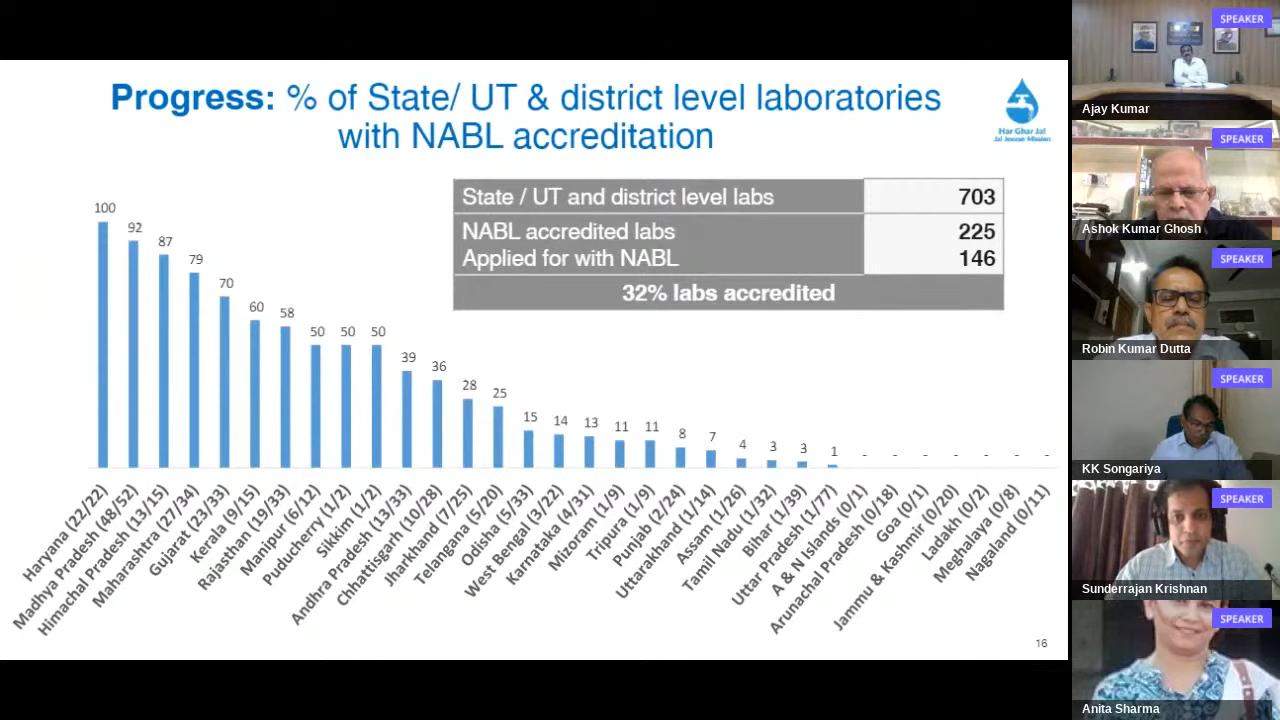 Progress: % of State/ UT & district level laboratories
with NABL accreditation
Har Ghar Jal
Jal Jeevan Mission
State / UT and district level labs 703
NABL accredited labs 225
Applied for with NABL 146
32% labs accredited
100
92
87
79
70
60
58
50
50
50
39
36
28
25
15
14
13
11
11
8
7
4
3
3
1
-
-
-
-
-
-
-
Haryana (22/22)
Madhya Pradesh (48/52)
Himachal Pradesh (13/15)
Maharashtra (27/34)
Gujarat (23/33)
Kerala (9/15)
Rajasthan (19/33)
Manipur (6/12)
Puducherry (1/2)
Sikkim (1/2)
Andhra Pradesh (13/33)
Chhattisgarh (10/28)
Jharkhand (7/25)
Telangana (5/20)
Odisha (5/33)
West Bengal (3/22)
Karnataka (4/31)
Mizoram (1/9)
Tripura (1/9)
Punjab (2/24)
Uttarakhand (1/14)
Assam (1/26)
Tamil Nadu (1/32)
Bihar (1/39)
Uttar Pradesh (1/77)
A & N Islands (0/1)
Arunachal Pradesh (0/18)
Goa (0/1)
Jammu & Kashmir (0/20)
Ladakh (0/2)
Meghalaya (0/8)
Nagaland (0/11)
16
SPEAKER
Ajay Kumar
SPEAKER
Ashok Kumar Ghosh
SPEAKER
Robin Kumar Dutta
SPEAKER
KK Songariya
SPEAKER
Sunderrajan Krishnan
SPEAKER
Anita Sharma